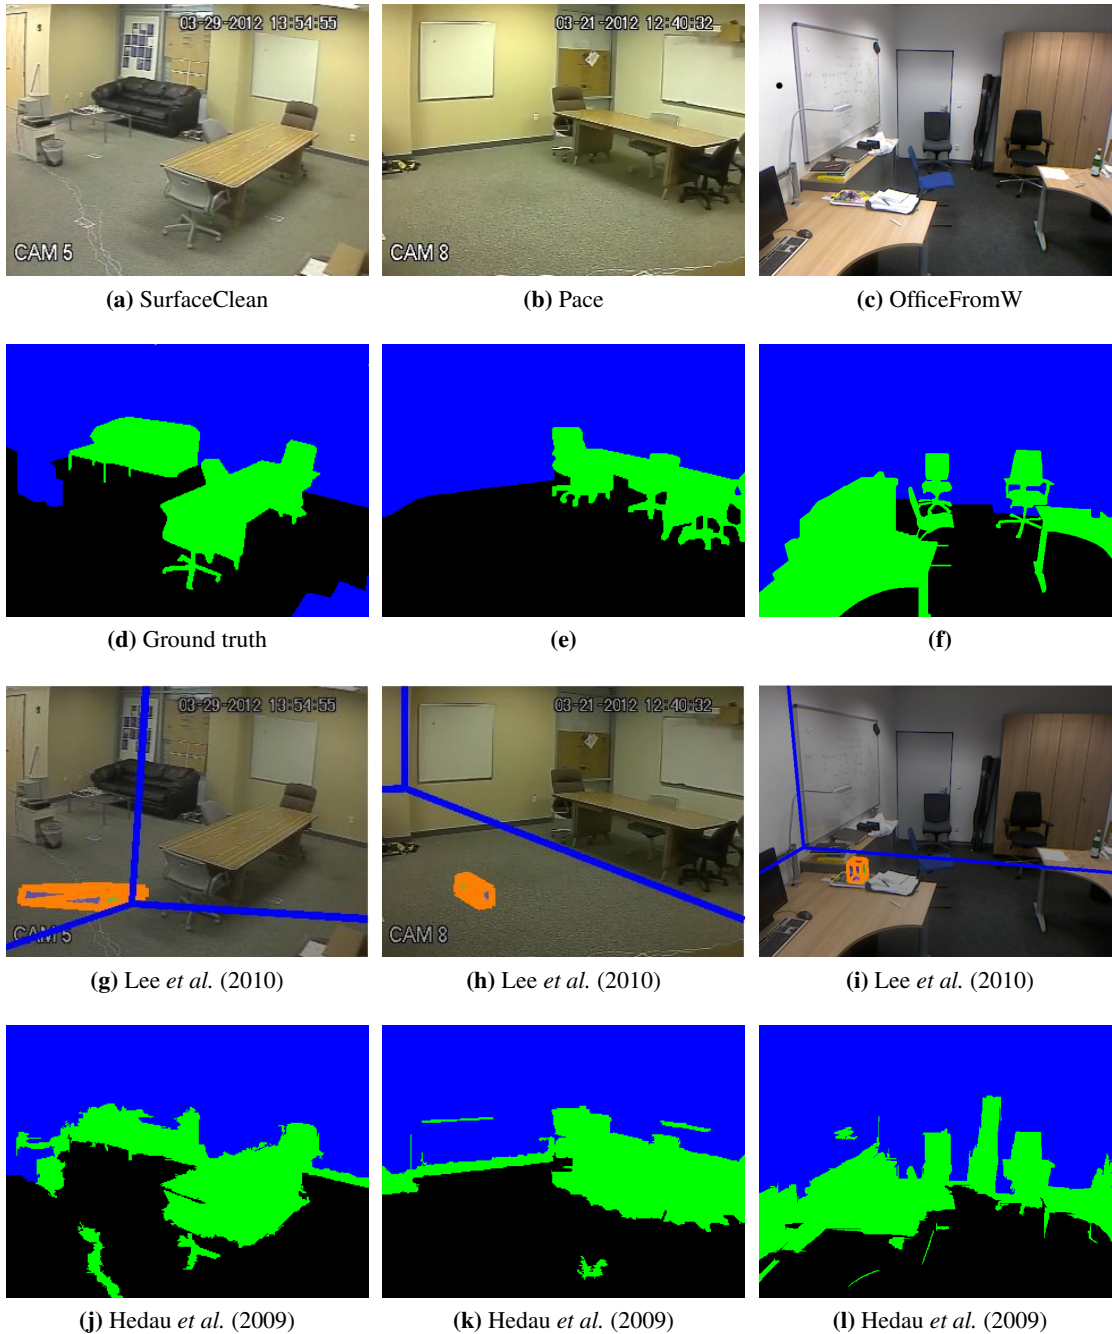 03-29-2012 13:54:55
CAM 5
03-21-2012 12:40:32
CAM 8
(a) SurfaceClean
(b) Pace
(c) OfficeFromW
(d) Ground truth
(e)
(f)
03-29-2012 13:54:55
CAM 5
03-21-2012 12:40:32
CAM 8
(g) Lee et al. (2010)
(h) Lee et al. (2010)
(i) Lee et al. (2010)
(j) Hedau et al. (2009)
(k) Hedau et al. (2009)
(l) Hedau et al. (2009)